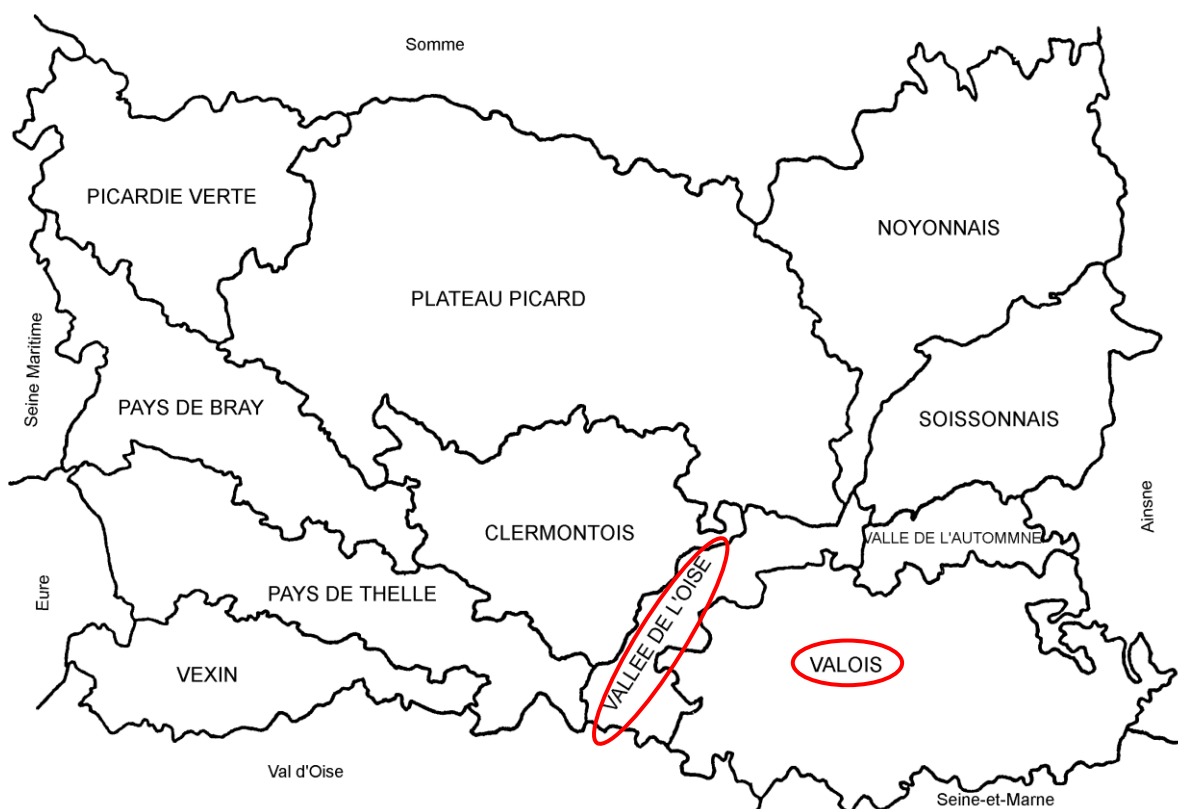 Somme
PICARDIE VERTE
NOYONNAIS
PLATEAU PICARD
Seine Maritime
PAYS DE BRAY
SOISSONNAIS
Ainsne
CLERMONTOIS
VALLE DE L'AUTOMMNE
Eure
PAYS DE THELLE
VALLEE DE L'OISE
VEXIN
VALOIS
Val d'Oise
Seine-et-Marne